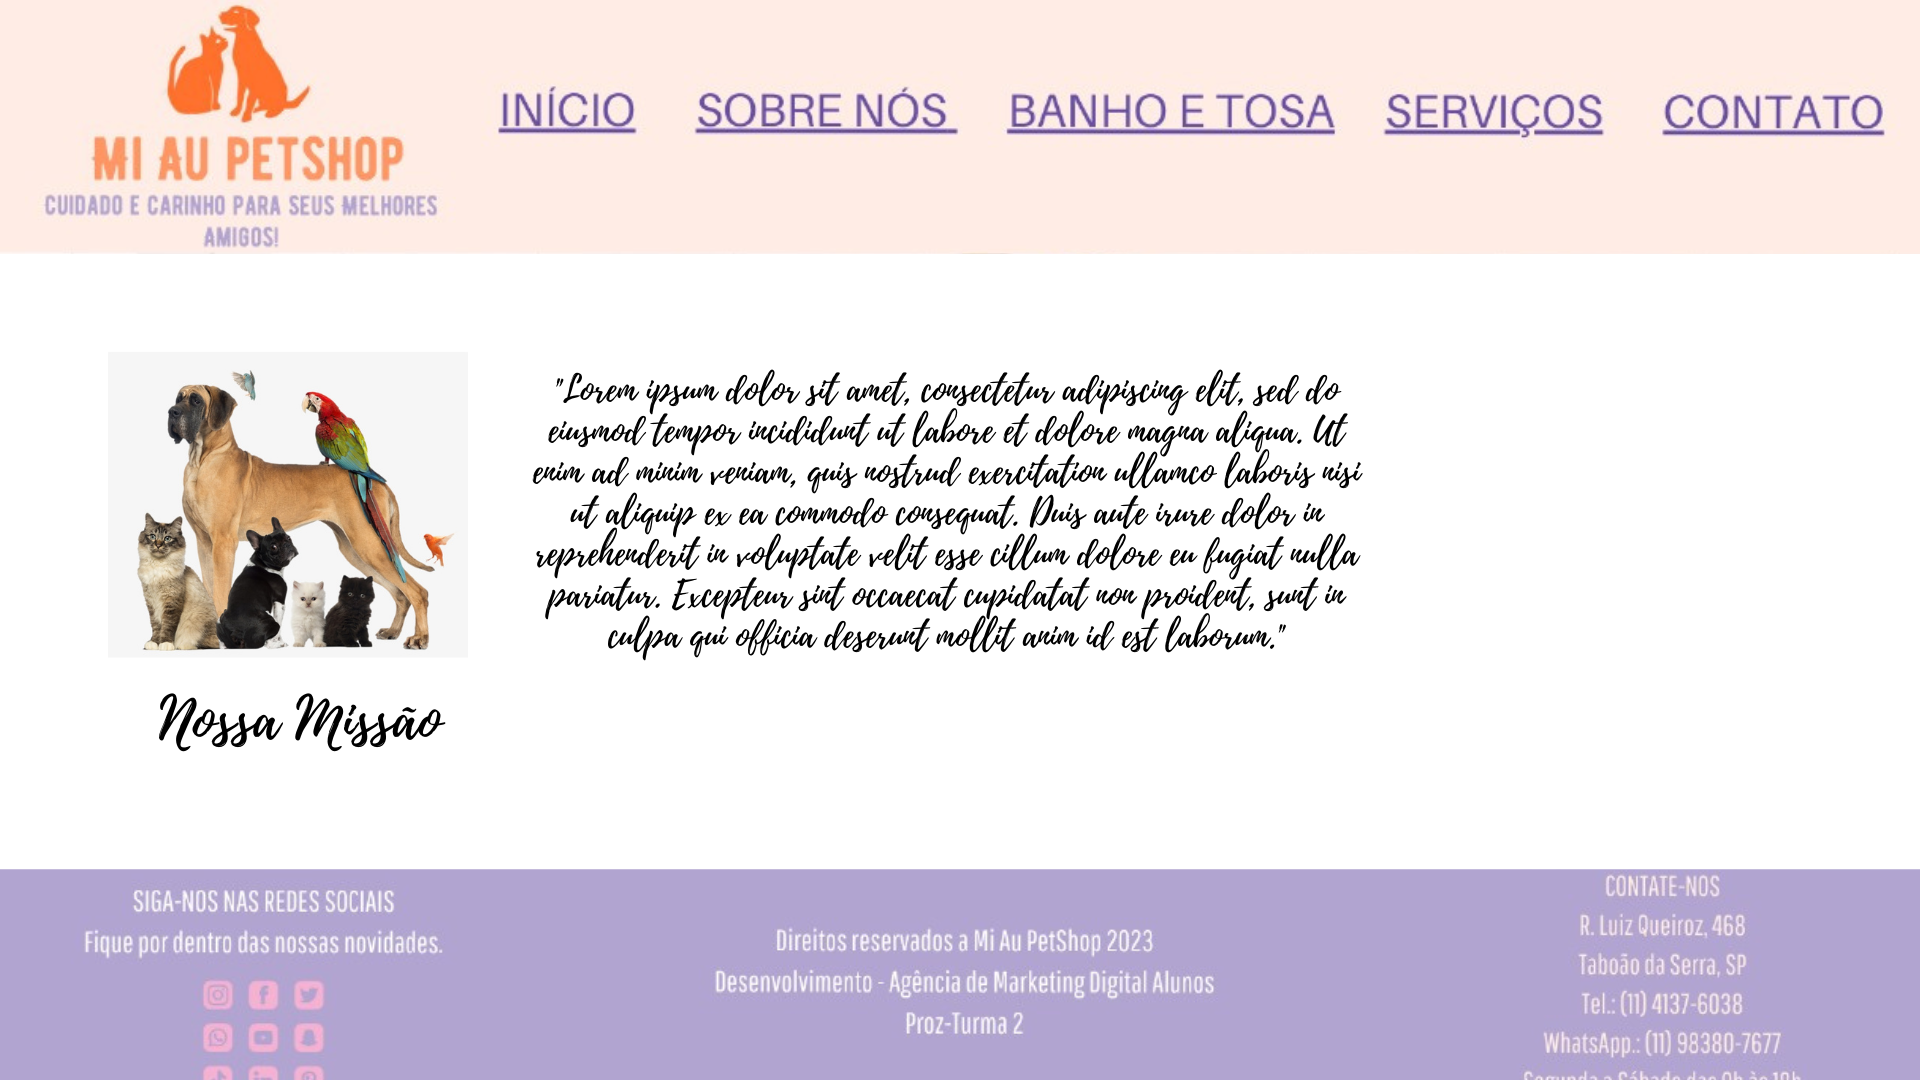 MI AU PETSHOP
CUIDADO E CARINHO PARA SEUS MELHORES
AMIGOS!
INÍCIO SOBRE NÓS BANHO E TOSA SERVIÇOS CONTATO
"Lorem ipsum dolor sit amet, consectetur adipiscing elit, sed do
eiusmod tempor incididunt ut labore et dolore magna aliqua. Ut
enim ad minim veniam, quis nostrud exercitation ullamco laboris nisi
ut aliquip ex ea commodo consequat. Duis aute irure dolor in
reprehenderit in voluptate velit esse cillum dolore eu fugiat nulla
pariatur. Excepteur sint occaecat cupidatat non proident, sunt in
culpa qui officia deserunt mollit anim id est laborum."
Nossa Missão
SIGA-NOS NAS REDES SOCIAIS
Fique por dentro das nossas novidades.
Direitos reservados a Mi Au PetShop 2023
Desenvolvimento - Agência de Marketing Digital Alunos
Proz-Turma 2
CONTATE-NOS
R. Luiz Queiroz, 468
Taboão da Serra, SP
Tel.: (11) 4137-6038
WhatsApp.: (11) 98380-7677
Segunda a Sábado das